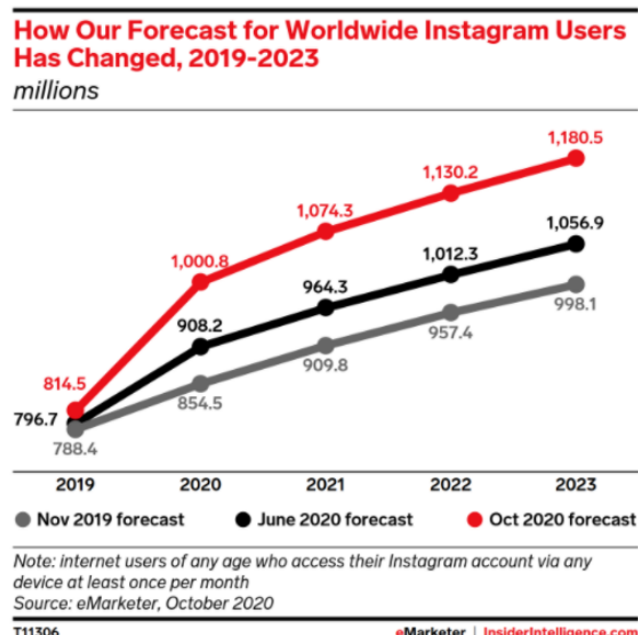 How Our Forecast for Worldwide Instagram Users
Has Changed, 2019-2023
millions
1,180.5
1,130.2
1,074.3
1,056.9
1,000.8
1,012.3
964.3
998.1
908.2
957.4
909.8
814.5
854.5
796.7
788.4
2019 2020 2021 2022 2023
Nov 2019 forecast June 2020 forecast Oct 2020 forecast
Note: internet users of any age who access their Instagram account via any
device at least once per month
Source: eMarketer, October 2020
T11306 eMarketer | InsiderIntelligence.com